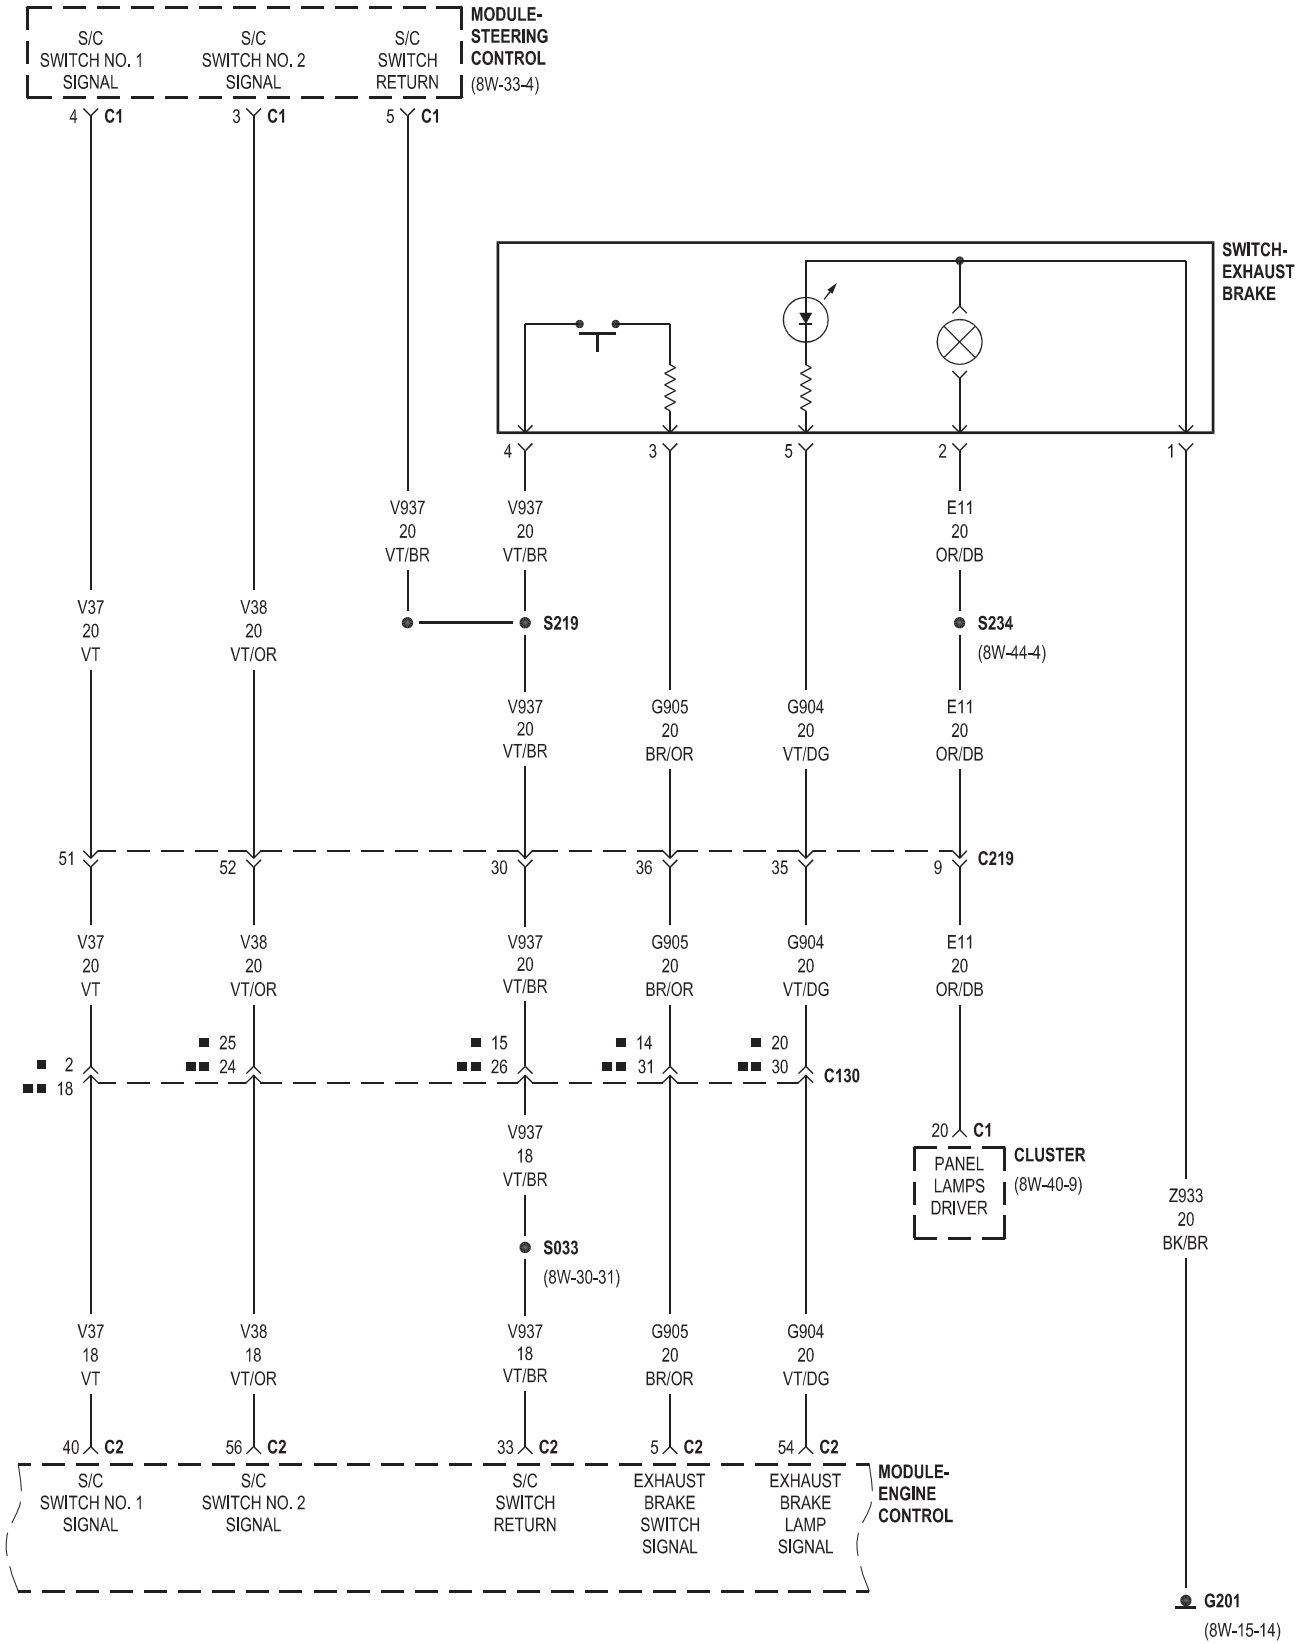 MODULE-
STEERING
CONTROL
(8W-33-4)
S/C
SWITCH NO. 1
SIGNAL
S/C
SWITCH NO. 2
SIGNAL
S/C
SWITCH
RETURN
4 C1
3 C1
5 C1
SWITCH-
EXHAUST
BRAKE
4
3
5
2
1
V937
20
VT/BR
V937
20
VT/BR
E11
20
OR/DB
V37
20
VT
V38
20
VT/OR
S219
S234
(8W-44-4)
V937
20
VT/BR
G905
20
BR/OR
G904
20
VT/DG
E11
20
OR/DB
51
52
30
36
35
9
C219
V37
20
VT
V38
20
VT/OR
V937
20
VT/BR
G905
20
BR/OR
G904
20
VT/DG
E11
20
OR/DB
■ 2
■■ 18
■ 25
■■ 24
■ 15
■■ 26
■ 14
■■ 31
■ 20
■■ 30
C130
V937
18
VT/BR
20 C1
PANEL
LAMPS
DRIVER
CLUSTER
(8W-40-9)
Z933
20
BK/BR
S033
(8W-30-31)
V37
18
VT
V38
18
VT/OR
V937
18
VT/BR
G905
20
BR/OR
G904
20
VT/DG
40 C2
56 C2
33 C2
5 C2
54 C2
S/C
SWITCH NO. 1
SIGNAL
S/C
SWITCH NO. 2
SIGNAL
S/C
SWITCH
RETURN
EXHAUST
BRAKE
SWITCH
SIGNAL
EXHAUST
BRAKE
LAMP
SIGNAL
MODULE-
ENGINE
CONTROL
G201
(8W-15-14)